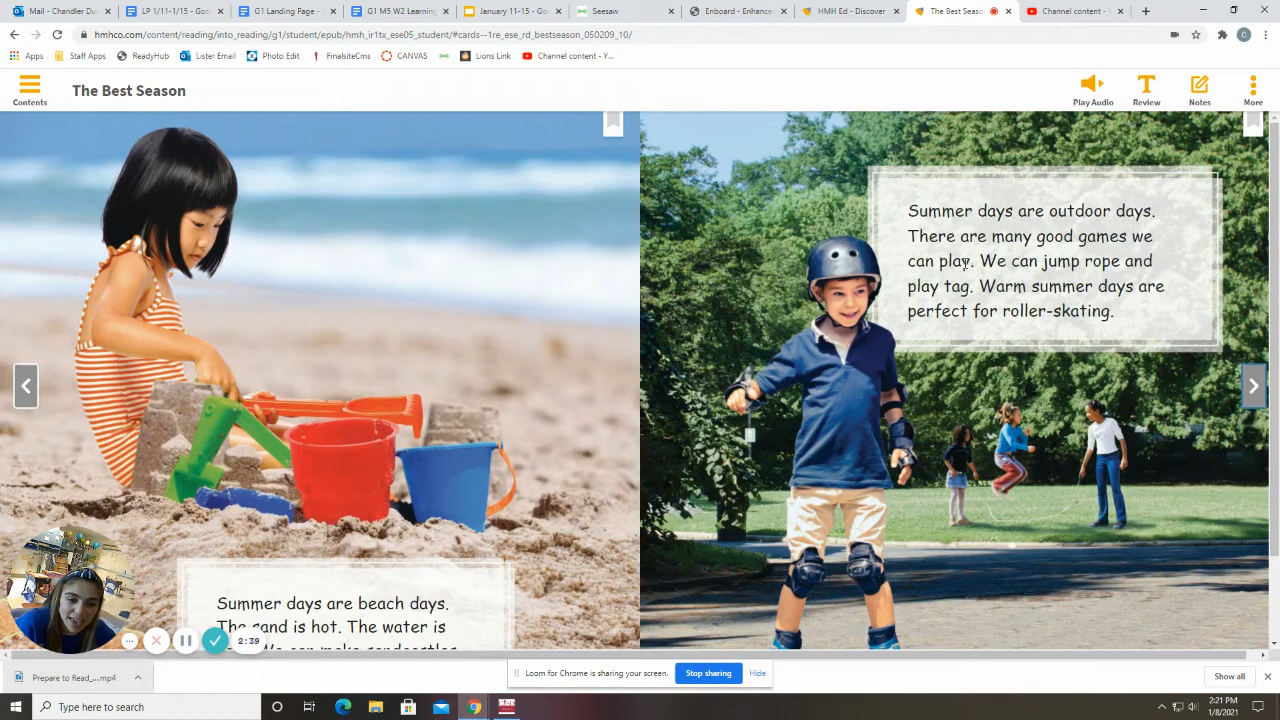 Mail - Chandler Du
LP 1/11-1/15 - Goo
G1 Landing Page -
G1 M5 W2 Learning
January 11-15 - Go
Seesaw
Enboard - Enhance
HMH Ed - Discover
The Best Seaso
Channel content -
hmhco.com/content/reading/into_reading/g1/student/epub/hmh_ir1tx_ese05_student/#cards--1re_ese_rd_bestseason_050209_10/
C
Apps
Staff Apps
ReadyHub
Lister Email
Photo Edit
FinalsiteCms
CANVAS
Lions Link
Channel content - Y...
Contents
The Best Season
Play Audio
Review
Notes
More
Summer days are outdoor days.
There are many good games we
can play. We can jump rope and
play tag. Warm summer days are
perfect for roller-skating.
Summer days are beach days.
The sand is hot. The water is
We can make sandcastles
2:39
Loom for Chrome is sharing your screen.
Stop sharing
Hide
Prepare to Read_...mp4
Show all
Type here to search
2:21 PM
1/8/2021